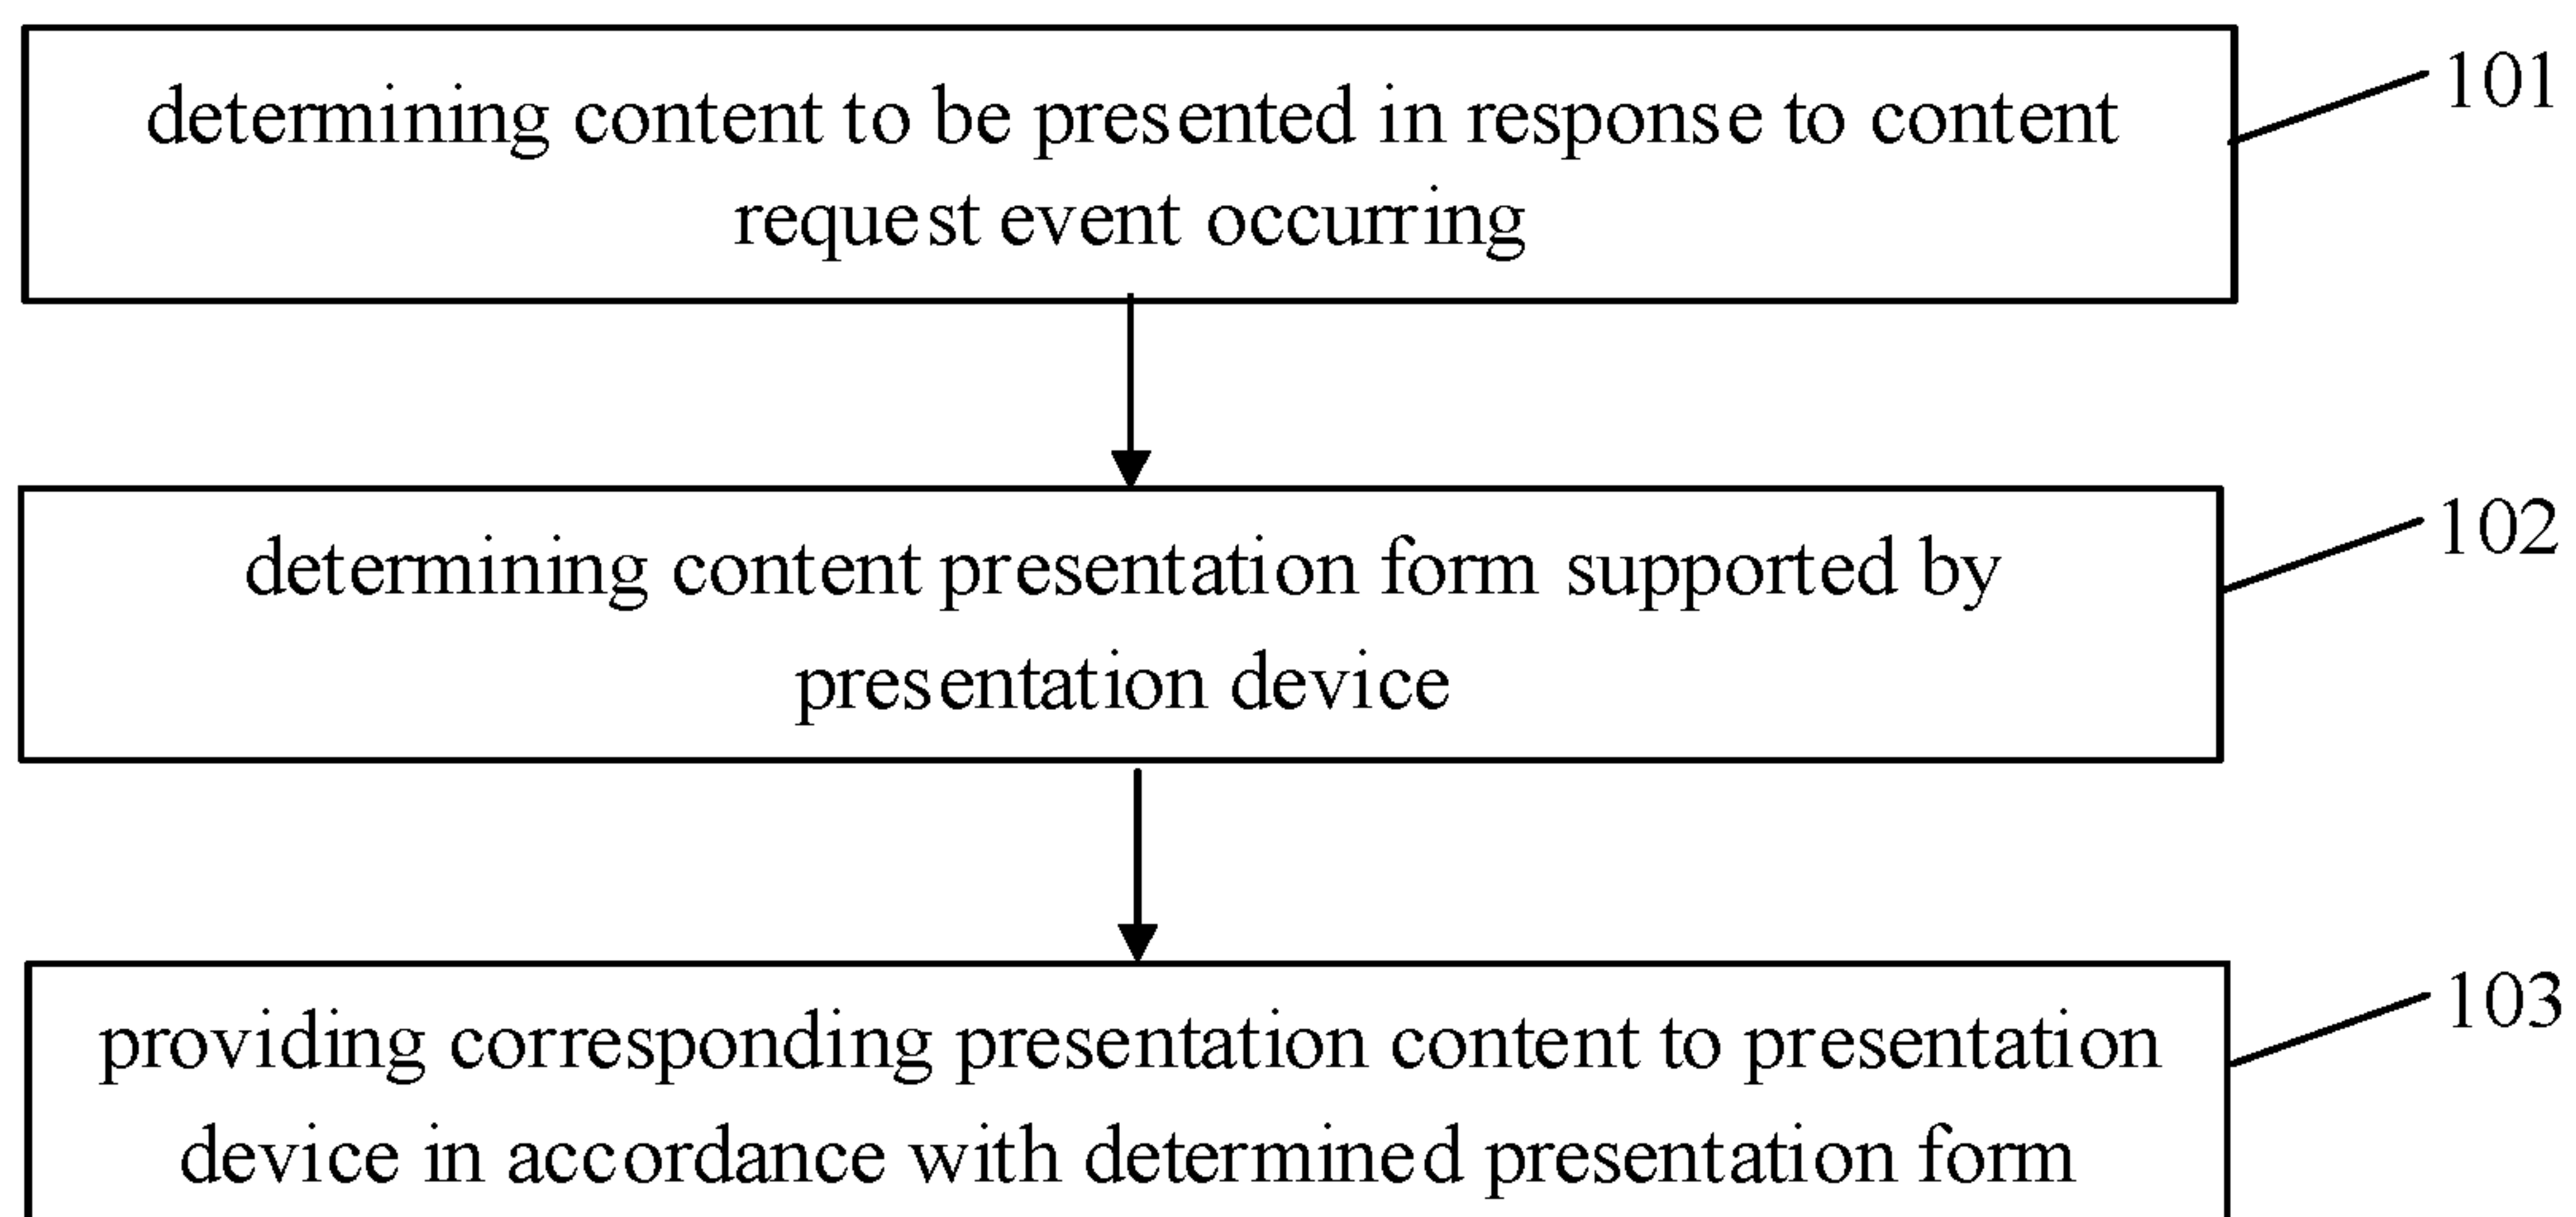 determining content to be presented in response to content
request event occurring
101
determining content presentation form supported by
presentation device
102
providing corresponding presentation content to presentation
device in accordance with determined presentation form
103